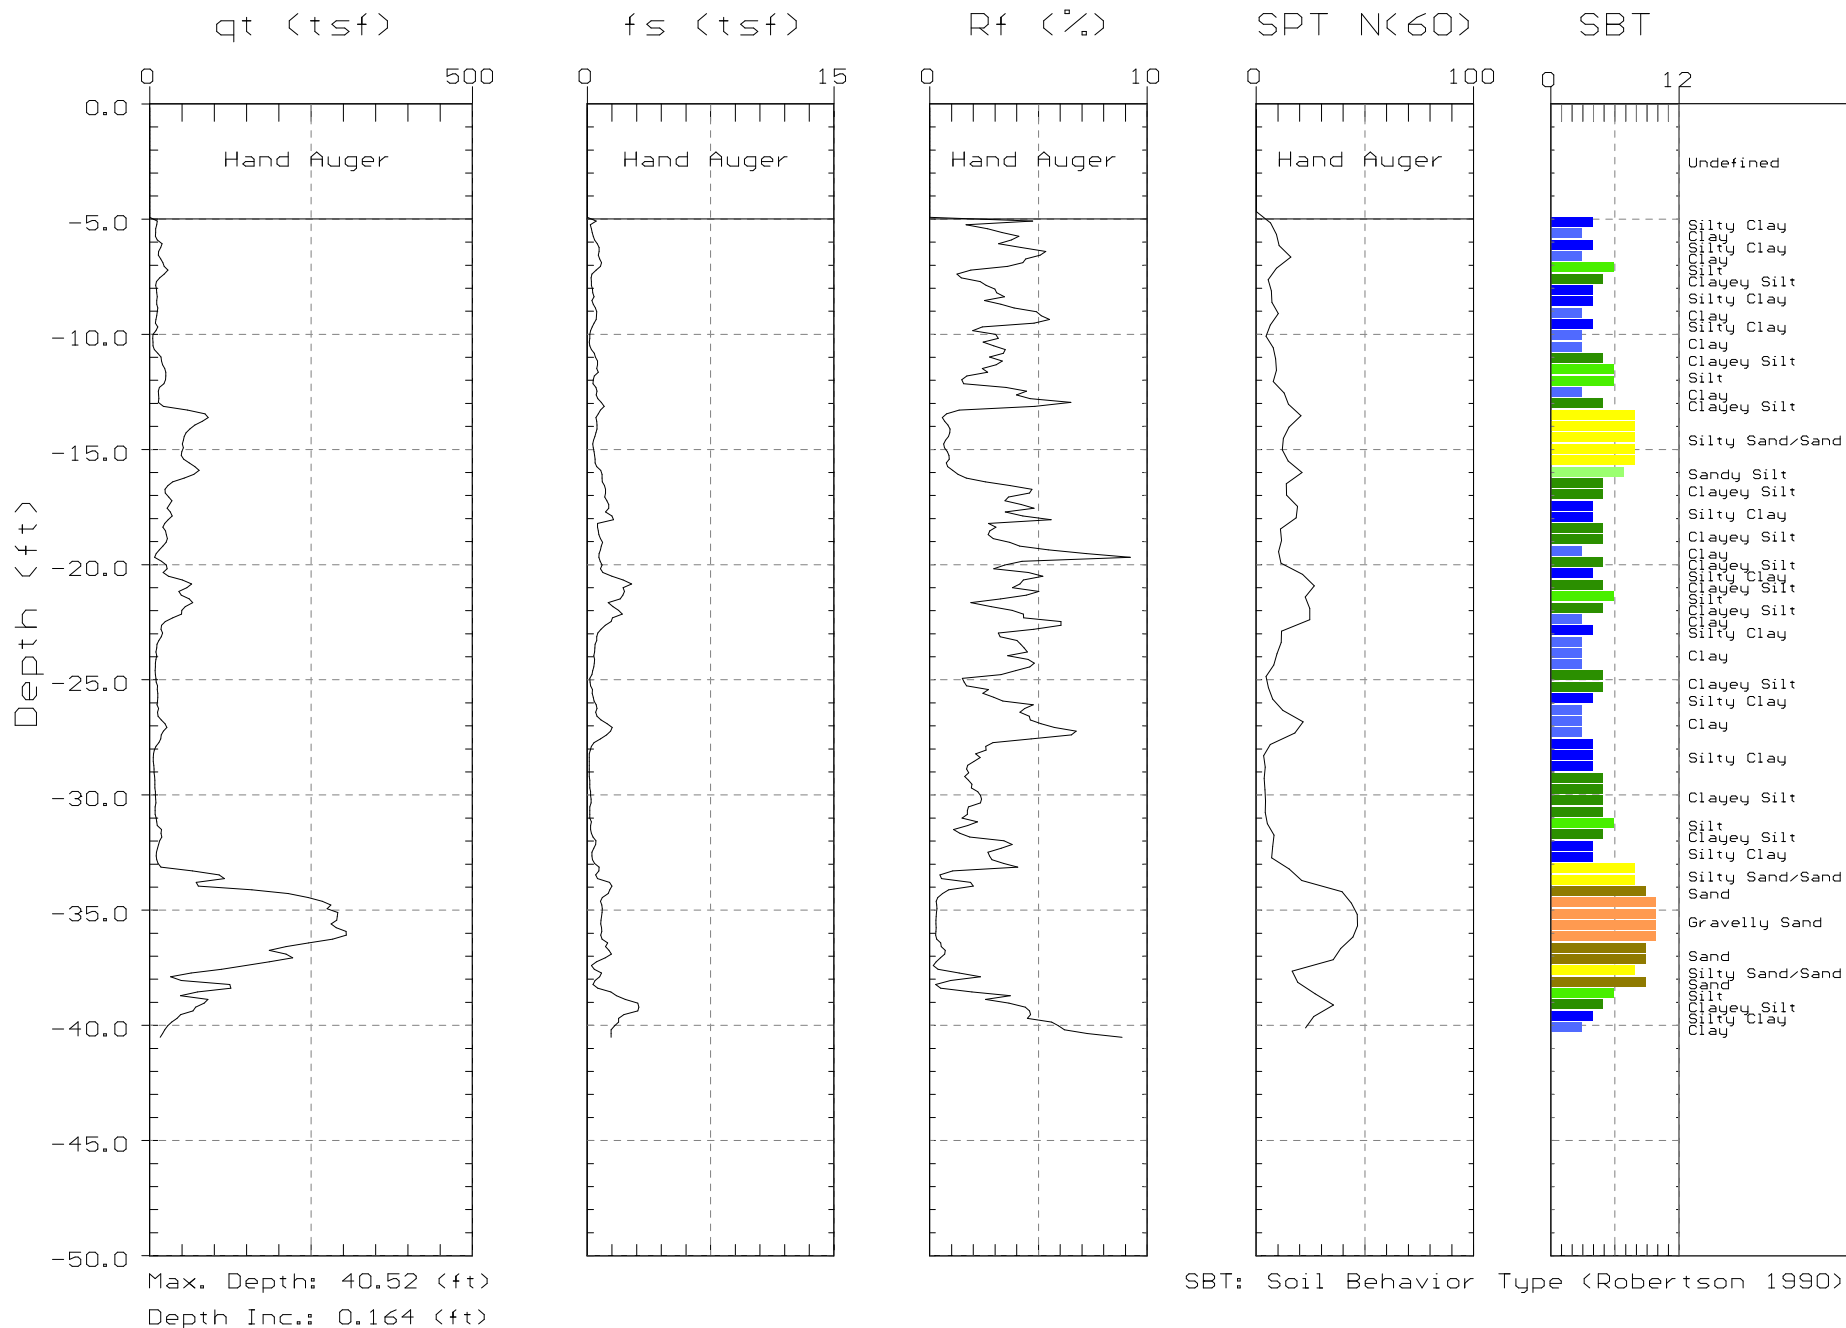 qt (tsf) fs (tsf) Rf (%) SPT N(60) SBT
0 500 0 15 0 10 0 100 0 12
0.0
Hand Auger Hand Auger Hand Auger Hand Auger Undefined
-5.0
Silty Clay
Clay
Silty Clay
Clay
Silt
Clayey Silt
Silty Clay
Clay
Silty Clay
-10.0
Clay
Clayey Silt
Silt
Clay
Clayey Silt
Silty Sand/Sand
-15.0
Sandy Silt
Clayey Silt
Silty Clay
Clayey Silt
Clay
-20.0
Clayey Silt
Silty Clay
Clayey Silt
Silt
Clayey Silt
Clay
Silty Clay
Clay
-25.0
Clayey Silt
Silty Clay
Clay
Silty Clay
-30.0
Clayey Silt
Silt
Clayey Silt
Silty Clay
Silty Sand/Sand
Sand
-35.0
Gravelly Sand
Sand
Silty Sand/Sand
Sand
Silt
Clayey Silt
Silty Clay
-40.0
Clay
-45.0
-50.0
Depth (ft)
Max. Depth: 40.52 (ft) SBT: Soil Behavior Type (Robertson 1990)
Depth Inc.: 0.164 (ft)